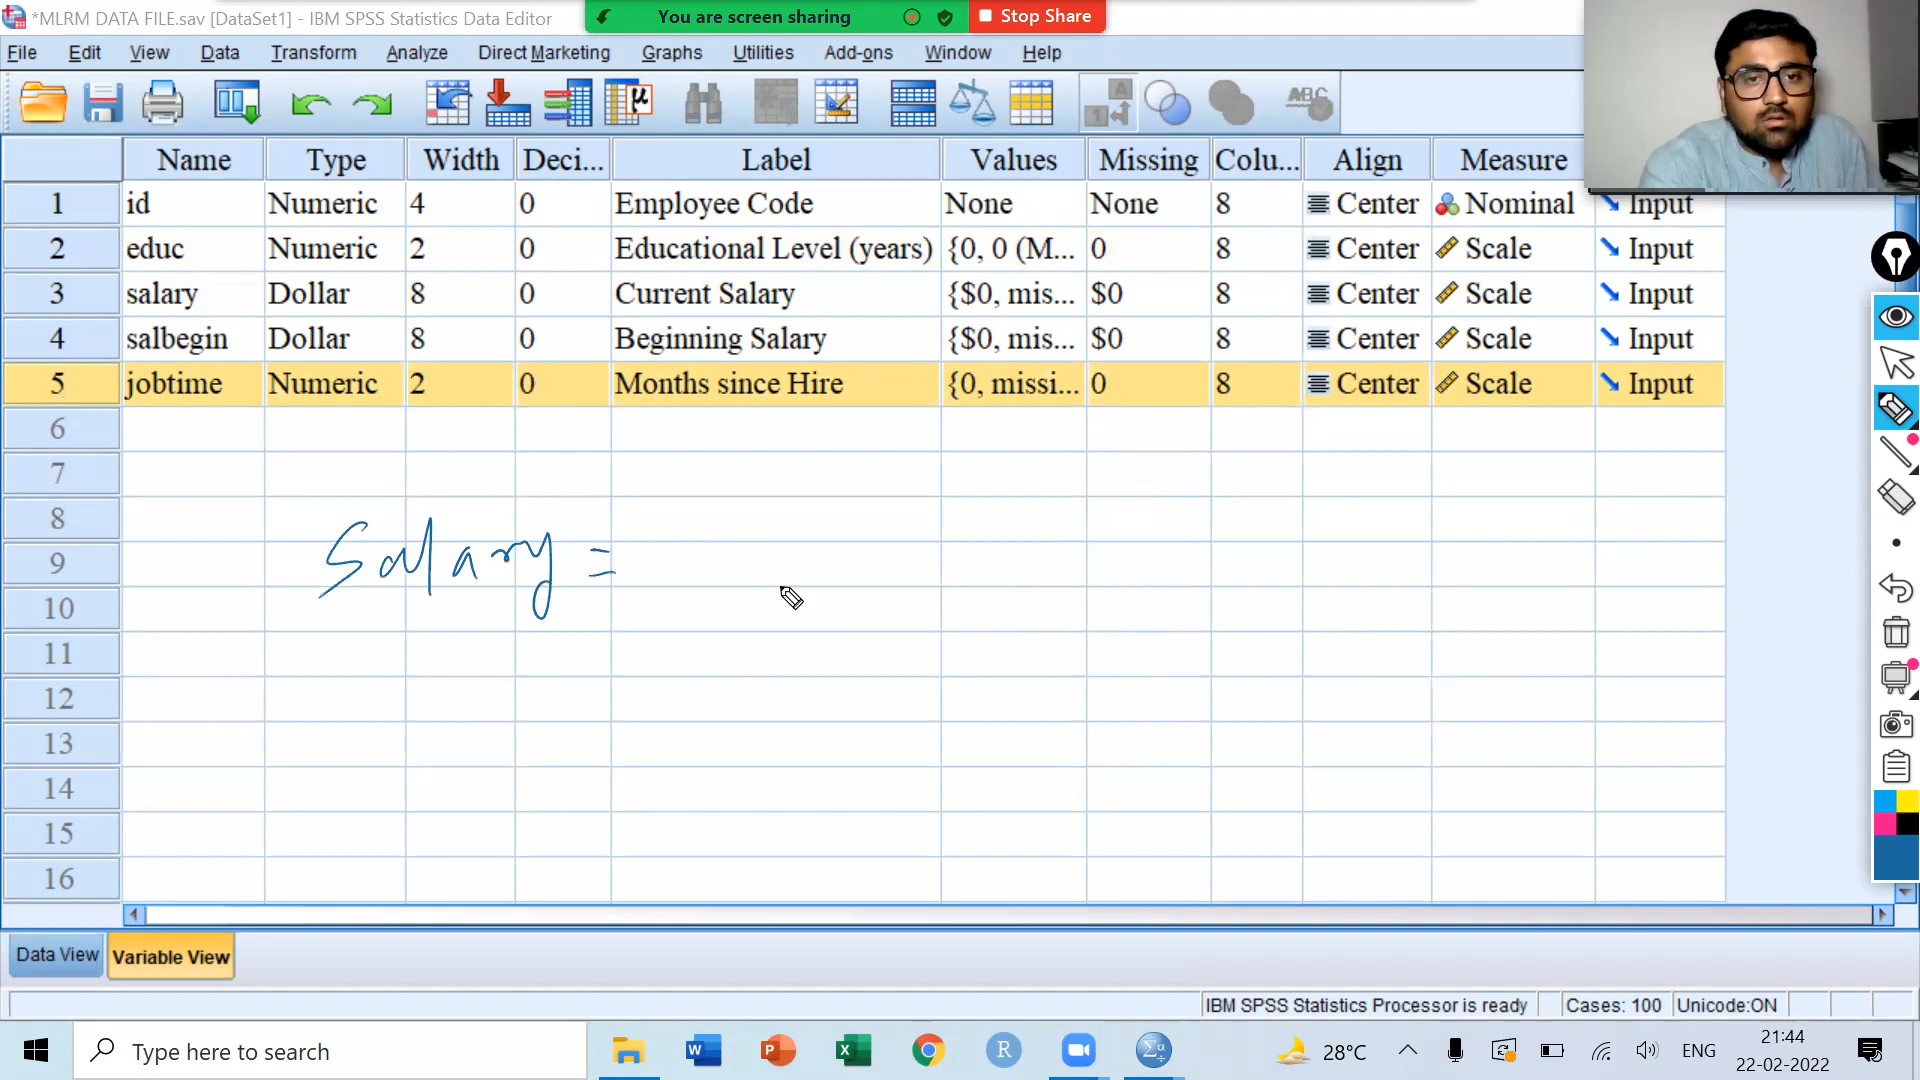 *MLRM DATA FILE.sav [DataSet1] - IBM SPSS Statistics Data Editor
You are screen sharing
Stop Share
File Edit View Data Transform Analyze Direct Marketing Graphs Utilities Add-ons Window Help
Name Type Width Deci... Label Values Missing Colu... Align Measure
1 id Numeric 4 0 Employee Code None None 8 Center Nominal Input
2 educ Numeric 2 0 Educational Level (years) {0, 0 (M... 0 8 Center Scale Input
3 salary Dollar 8 0 Current Salary {$0, mis... $0 8 Center Scale Input
4 salbegin Dollar 8 0 Beginning Salary {$0, mis... $0 8 Center Scale Input
5 jobtime Numeric 2 0 Months since Hire {0, missi... 0 8 Center Scale Input
6
7
8
9
10
11
12
13
14
15
16
Salary =
Data View Variable View
IBM SPSS Statistics Processor is ready Cases: 100 Unicode:ON
Type here to search
28°C
ENG
21:44
22-02-2022